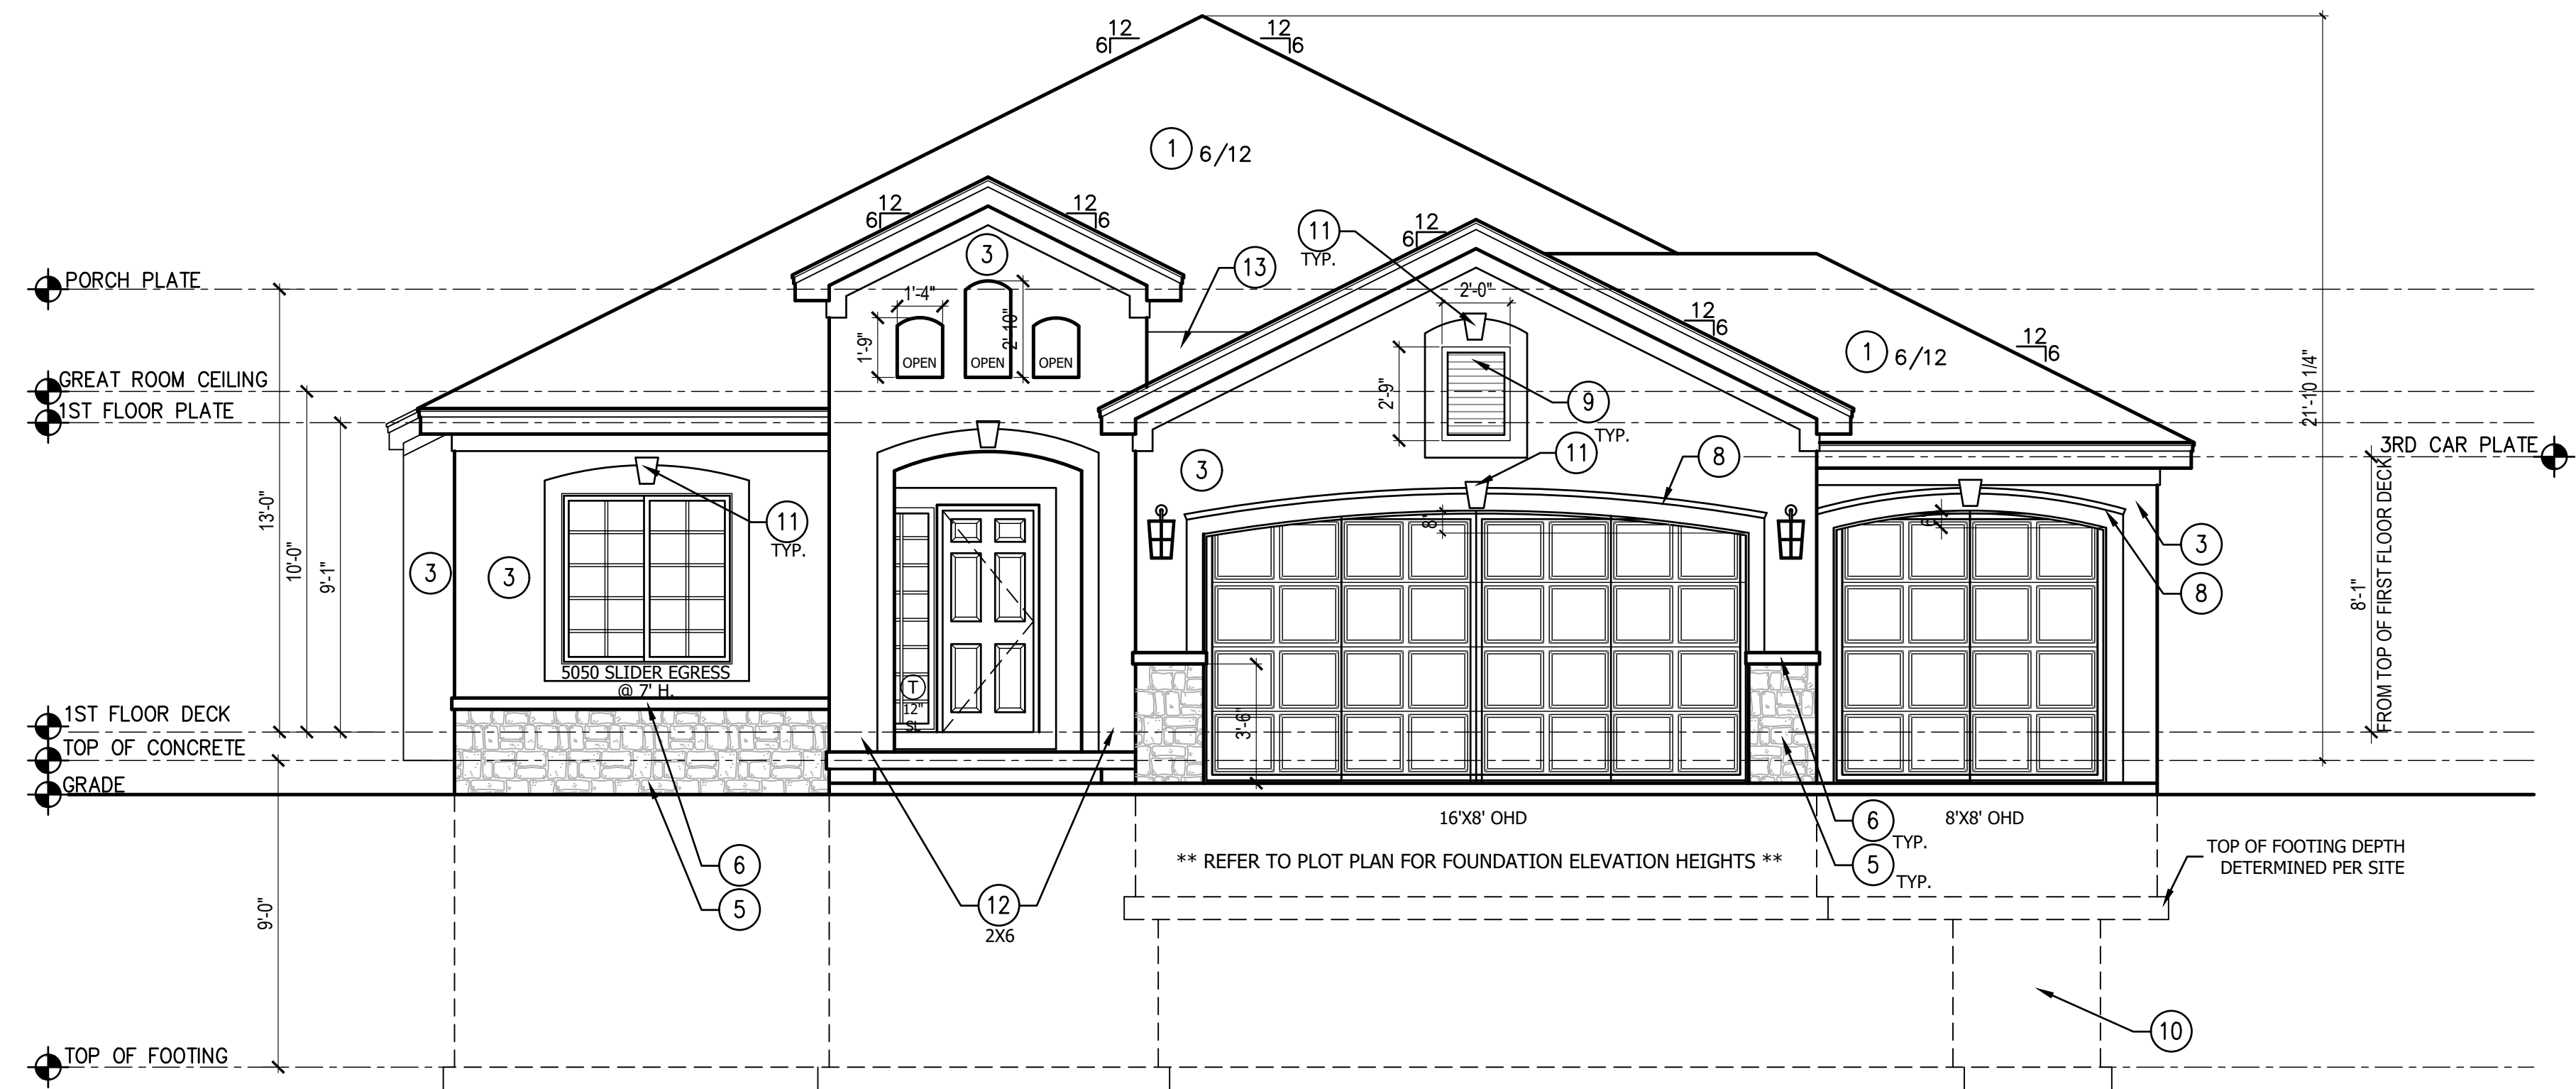 12
6
12
6
1 6/12
12
6
12
6
3
11
TYP.
12
6
13
PORCH PLATE
1'-4"
2'-10"
1'-9"
OPEN
OPEN
OPEN
2'-0"
12
6
12
6
1 6/12
21'-10 1/4"
GREAT ROOM CEILING
1ST FLOOR PLATE
2'-9"
9
TYP.
11
8
3
3RD CAR PLATE
13'-0"
10'-0"
9'-1"
11
TYP.
8"
6"
3
8
3
3
8'-1"
FROM TOP OF FIRST FLOOR DECK
5050 SLIDER EGRESS
@ 7' H.
T
12"
SL
3'-6"
1ST FLOOR DECK
TOP OF CONCRETE
GRADE
16'X8' OHD
8'X8' OHD
6
TYP.
5
TYP.
** REFER TO PLOT PLAN FOR FOUNDATION ELEVATION HEIGHTS **
TOP OF FOOTING DEPTH
DETERMINED PER SITE
6
5
12
2X6
9'-0"
10
TOP OF FOOTING